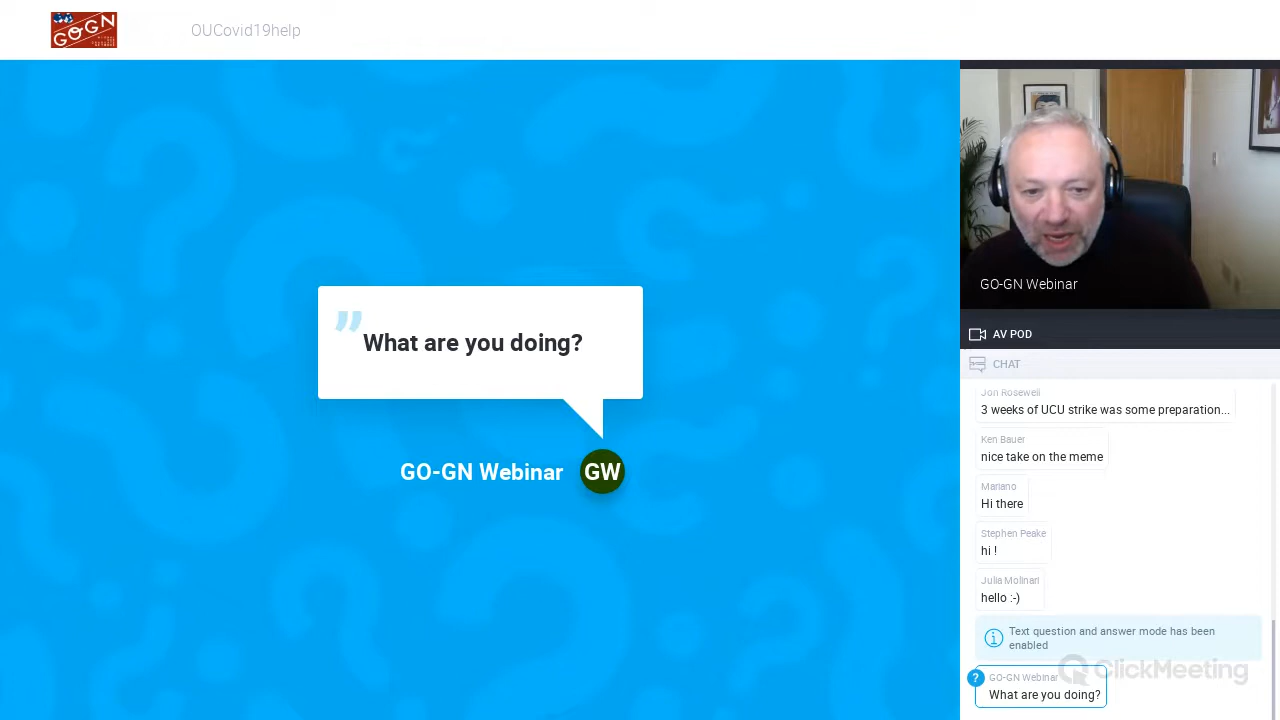 GO-GN
OUCovid19help
What are you doing?
GO-GN Webinar
GW
GO-GN Webinar
AV POD
CHAT
Jon Rosewell
3 weeks of UCU strike was some preparation...
Ken Bauer
nice take on the meme
Mariano
Hi there
Stephen Peake
hi !
Julia Molinari
hello :-)
Text question and answer mode has been
enabled
ClickMeeting
? GO-GN Webinar
What are you doing?